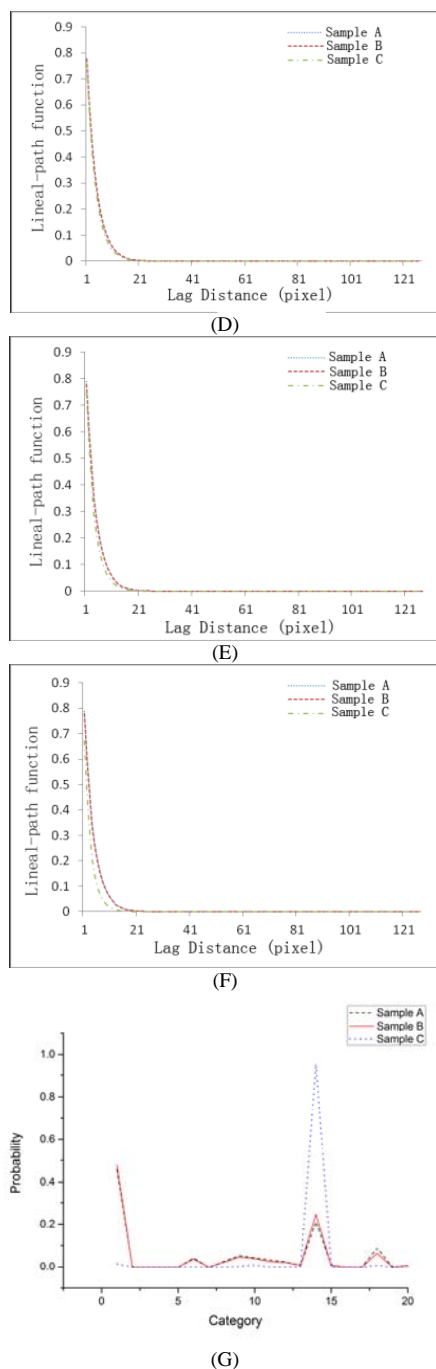 Lineal-path function
0.9
0.8
0.7
0.6
0.5
0.4
0.3
0.2
0.1
0
Sample A
Sample B
Sample C
1 21 41 61 81 101 121
Lag Distance (pixel)
(D)
Lineal-path function
0.9
0.8
0.7
0.6
0.5
0.4
0.3
0.2
0.1
0
Sample A
Sample B
Sample C
1 21 41 61 81 101 121
Lag Distance (pixel)
(E)
Lineal-path function
0.9
0.8
0.7
0.6
0.5
0.4
0.3
0.2
0.1
0
Sample A
Sample B
Sample C
1 21 41 61 81 101 121
Lag Distance (pixel)
(F)
Sample A
Sample B
Sample C
Probability
1.0
0.8
0.6
0.4
0.2
0.0
0 5 10 15 20
Category
(G)